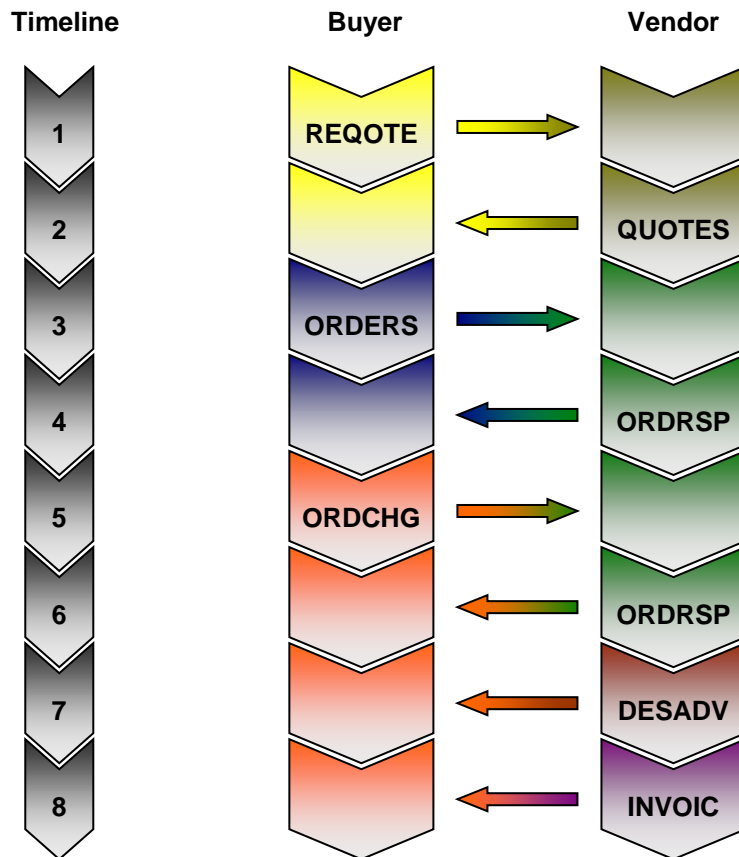 Timeline Buyer Vendor
1 REQOTE
2 QUOTES
3 ORDERS
4 ORDRSP
5 ORDCHG
6 ORDRSP
7 DESADV
8 INVOIC